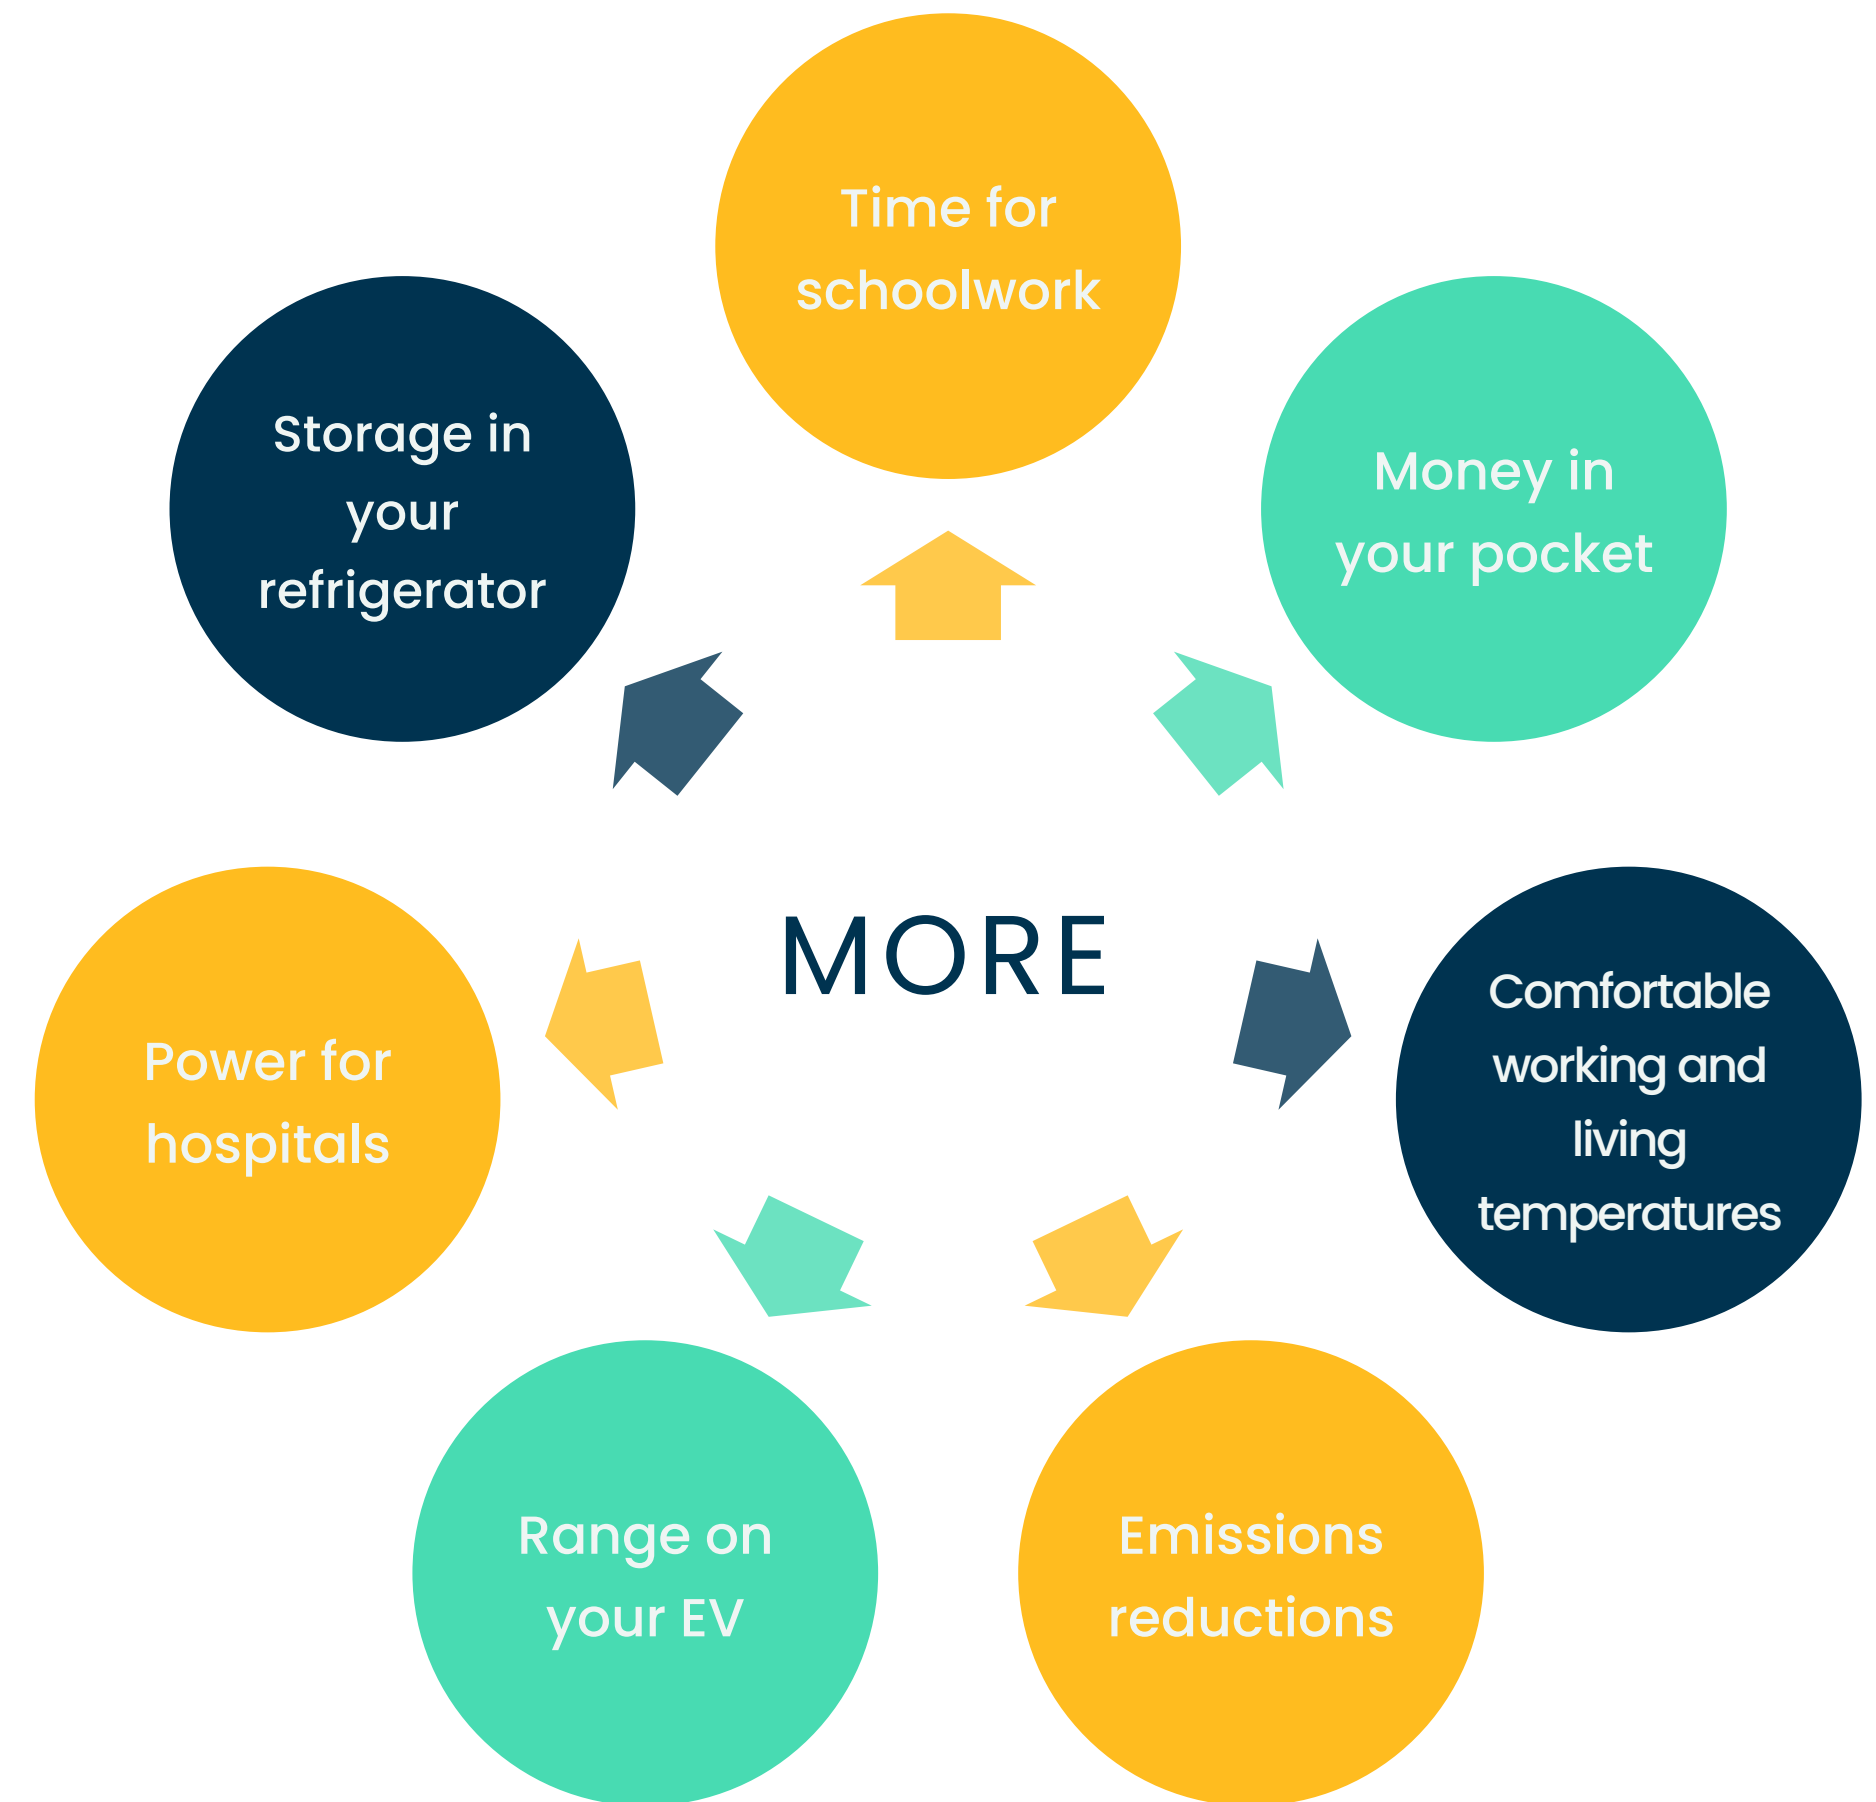 Time for
schoolwork
Money in
your pocket
Comfortable
working and
living
temperatures
Emissions
reductions
Range on
your EV
Power for
hospitals
Storage in
your
refrigerator
MORE